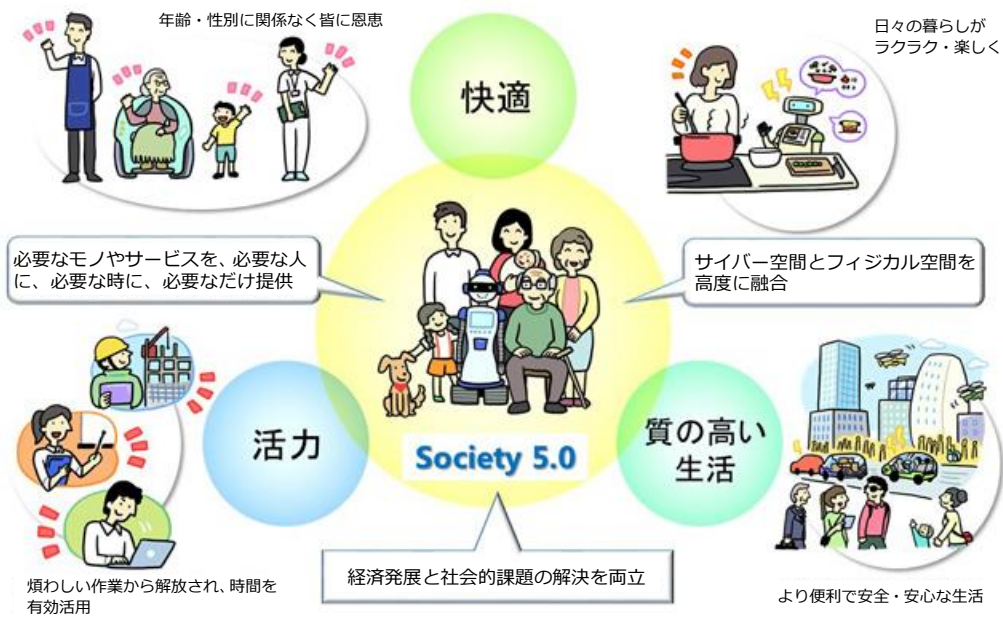 年齢・性別に関係なく皆に恩恵
日々の暮らしが
ラクラク・楽しく
快適
必要なモノやサービスを、必要な人
に、必要な時に、必要なだけ提供
サイバー空間とフィジカル空間を
高度に融合
活力
Society 5.0
質の高い
生活
経済発展と社会的課題の解決を両立
煩わしい作業から解放され、時間を
有効活用
より便利で安全・安心な生活